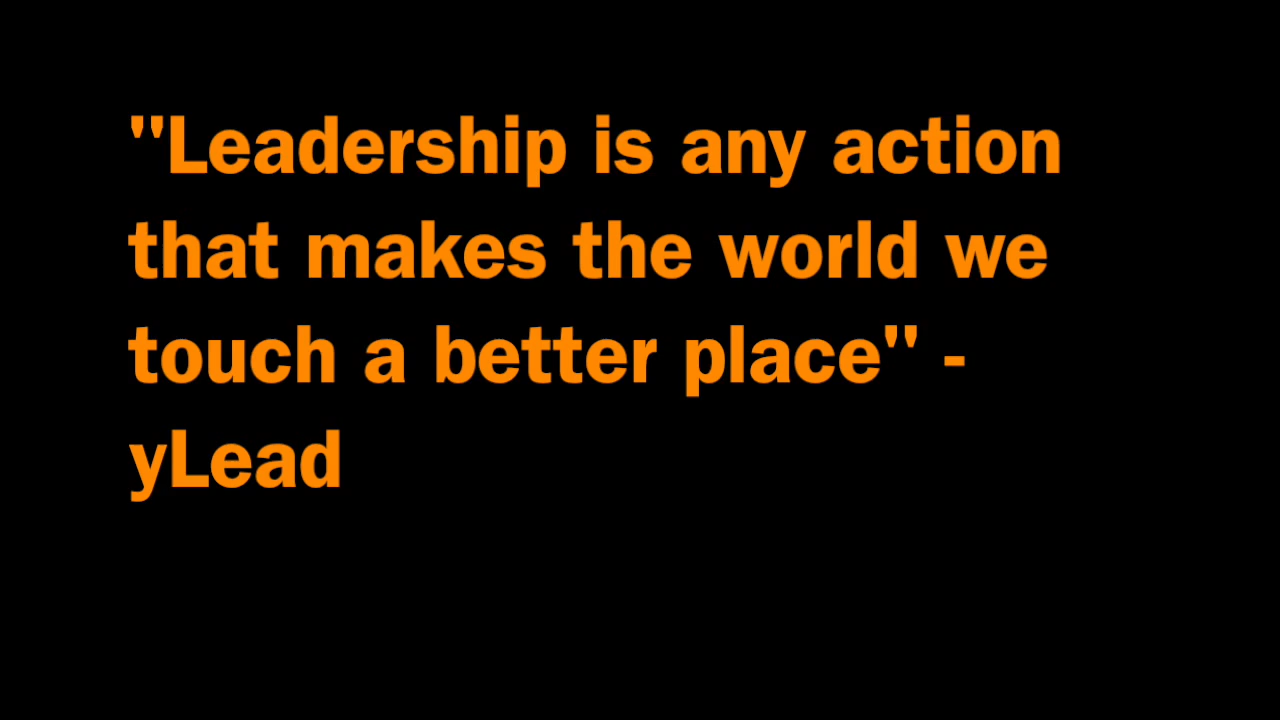 "Leadership is any action
that makes the world we
touch a better place" -
yLead